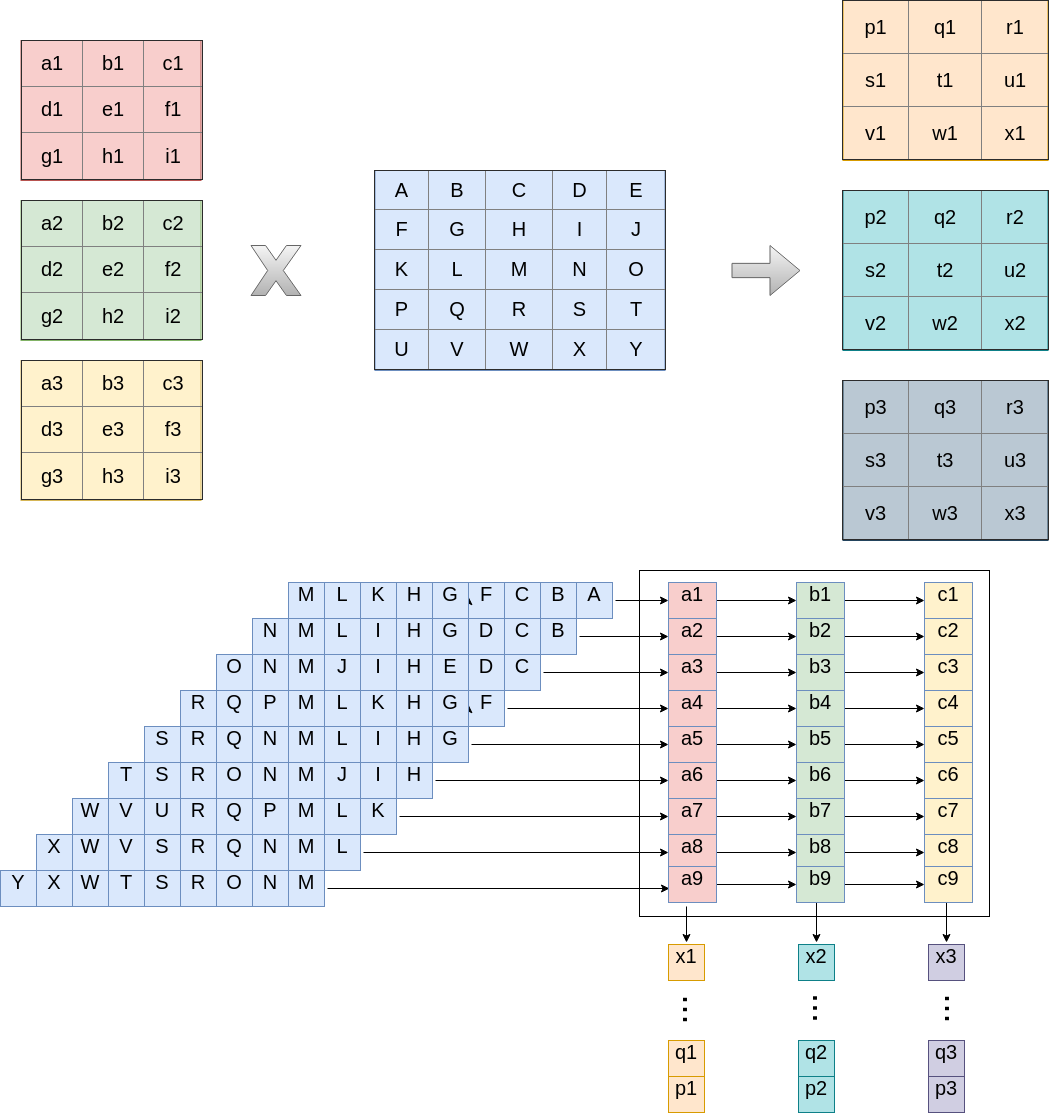 a1 b1 c1
d1 e1 f1
g1 h1 i1
a2 b2 c2
d2 e2 f2
g2 h2 i2
a3 b3 c3
d3 e3 f3
g3 h3 i3
X
A B C D E
F G H I J
K L M N O
P Q R S T
U V W X Y
p1 q1 r1
s1 t1 u1
v1 w1 x1
p2 q2 r2
s2 t2 u2
v2 w2 x2
p3 q3 r3
s3 t3 u3
v3 w3 x3
M L K H G F C B A a1 b1 c1
N M L I H G D C B a2 b2 c2
O N M J I H E D C a3 b3 c3
R Q P M L K H G F a4 b4 c4
S R Q N M L I H G a5 b5 c5
T S R O N M J I H a6 b6 c6
W V U R Q P M L K a7 b7 c7
X W V S R Q N M L a8 b8 c8
Y X W T S R O N M a9 b9 c9
x1 x2 x3
⋮ ⋮ ⋮
q1 q2 q3
p1 p2 p3